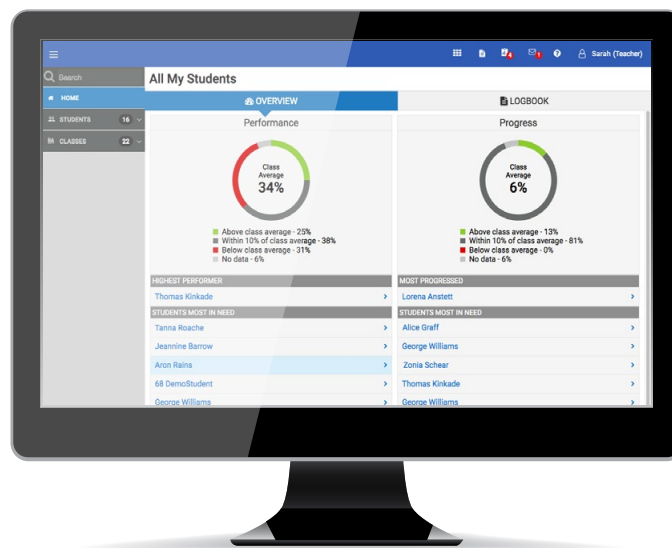 4
1
Sarah (Teacher)
Search
All My Students
HOME
OVERVIEW
LOGBOOK
STUDENTS 16
CLASSES 22
Performance
Class
Average
34%
Above class average - 25%
Within 10% of class average - 38%
Below class average - 31%
No data - 6%
HIGHEST PERFORMER
Thomas Kinkade
STUDENTS MOST IN NEED
Tanna Roache
Jeannine Barrow
Aron Rains
68 DemoStudent
George Williams
Progress
Class
Average
6%
Above class average - 13%
Within 10% of class average - 81%
Below class average - 0%
No data - 6%
MOST PROGRESSED
Lorena Anstett
STUDENTS MOST IN NEED
Alice Graff
George Williams
Zonia Schear
Thomas Kinkade
George Williams